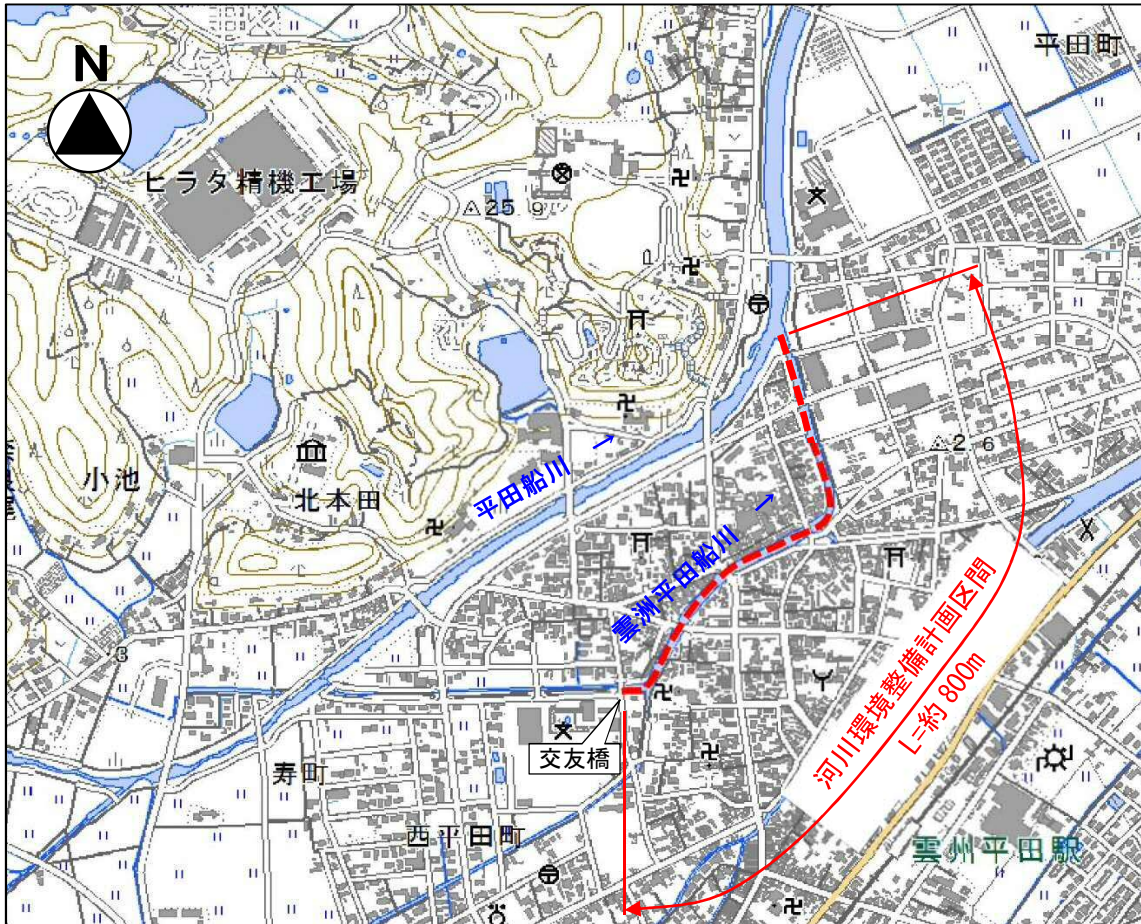 N
平田町
ヒラタ精機工場
25 9
小池
北本田
平田船川 →
雲洲平田船川 →
2 6
河川環境整備計画区間
L=約 800m
交友橋
寿町
西平田町
雲州平田駅